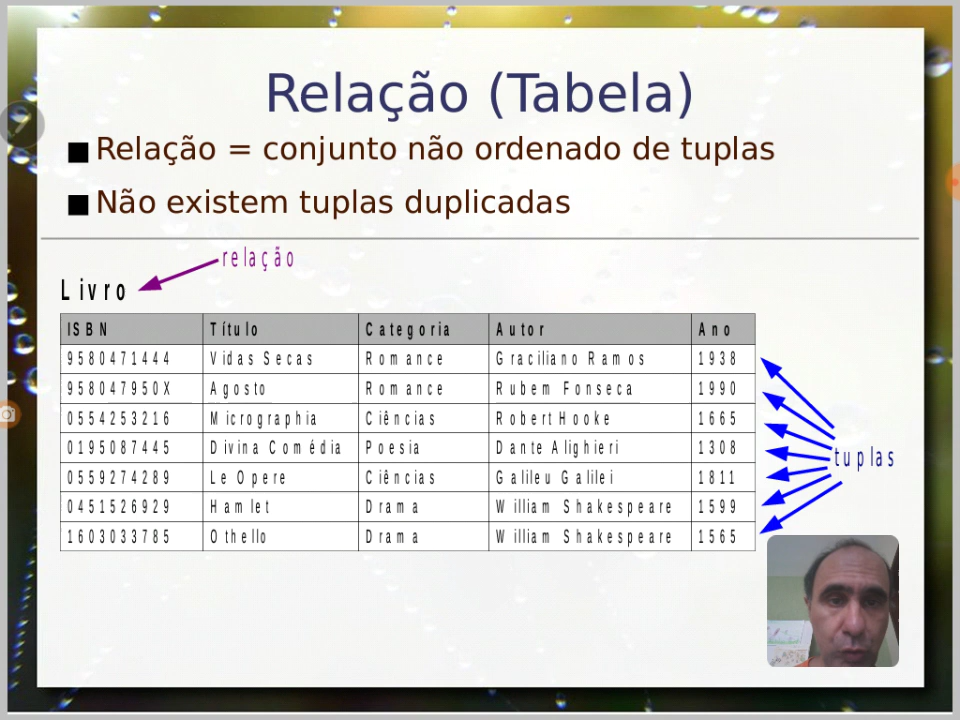 Relação (Tabela)
Relação = conjunto não ordenado de tuplas
Não existem tuplas duplicadas
relação
Livro
ISBN Título Categoria Autor Ano
9580471444 Vidas Secas Romance Graciliano Ramos 1938
958047950X Agosto Romance Rubem Fonseca 1990
0554253216 Micrographia Ciências Robert Hooke 1665
0195087445 Divina Comédia Poesia Dante Alighieri 1308
0559274289 Le Opere Ciências Galileu Galilei 1811
0451526929 Hamlet Drama William Shakespeare 1599
1603033785 Othello Drama William Shakespeare 1565
tuplas